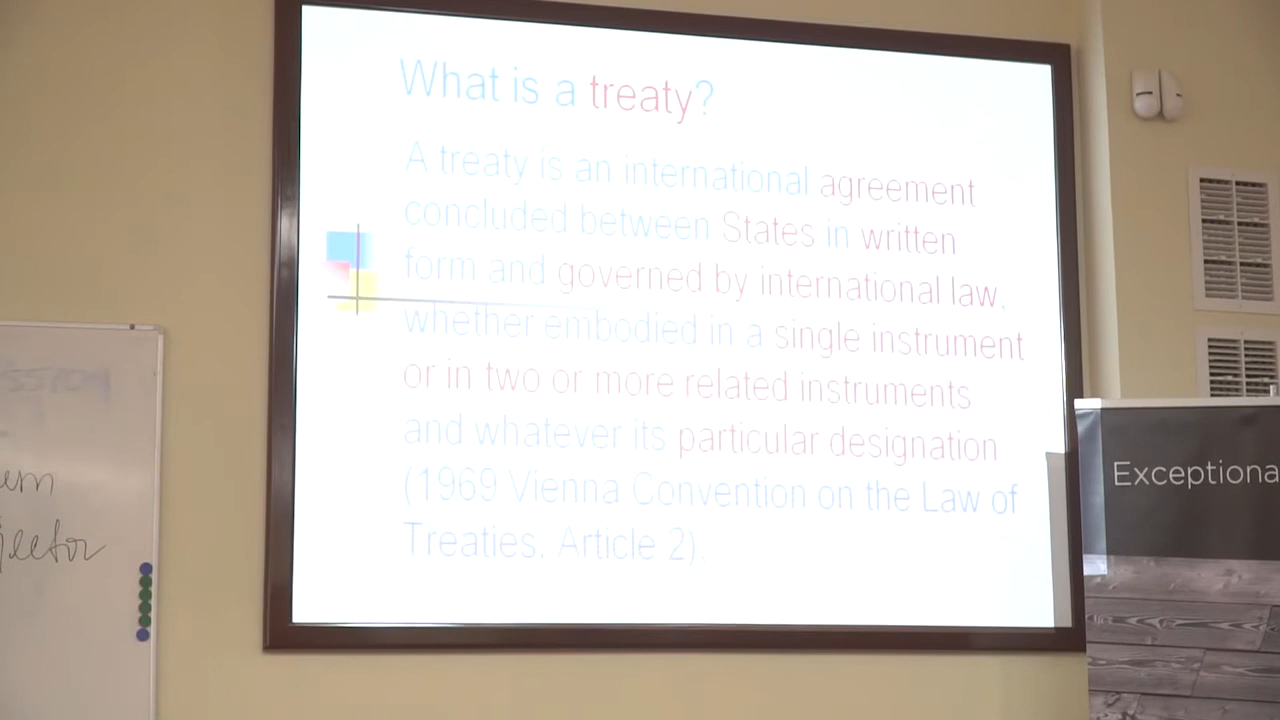 What is a treaty?
A treaty is an international agreement
concluded between States in written
form and governed by international law,
whether embodied in a single instrument
or in two or more related instruments
and whatever its particular designation
(1969 Vienna Convention on the Law of
Treaties, Article 2).
Exceptiona